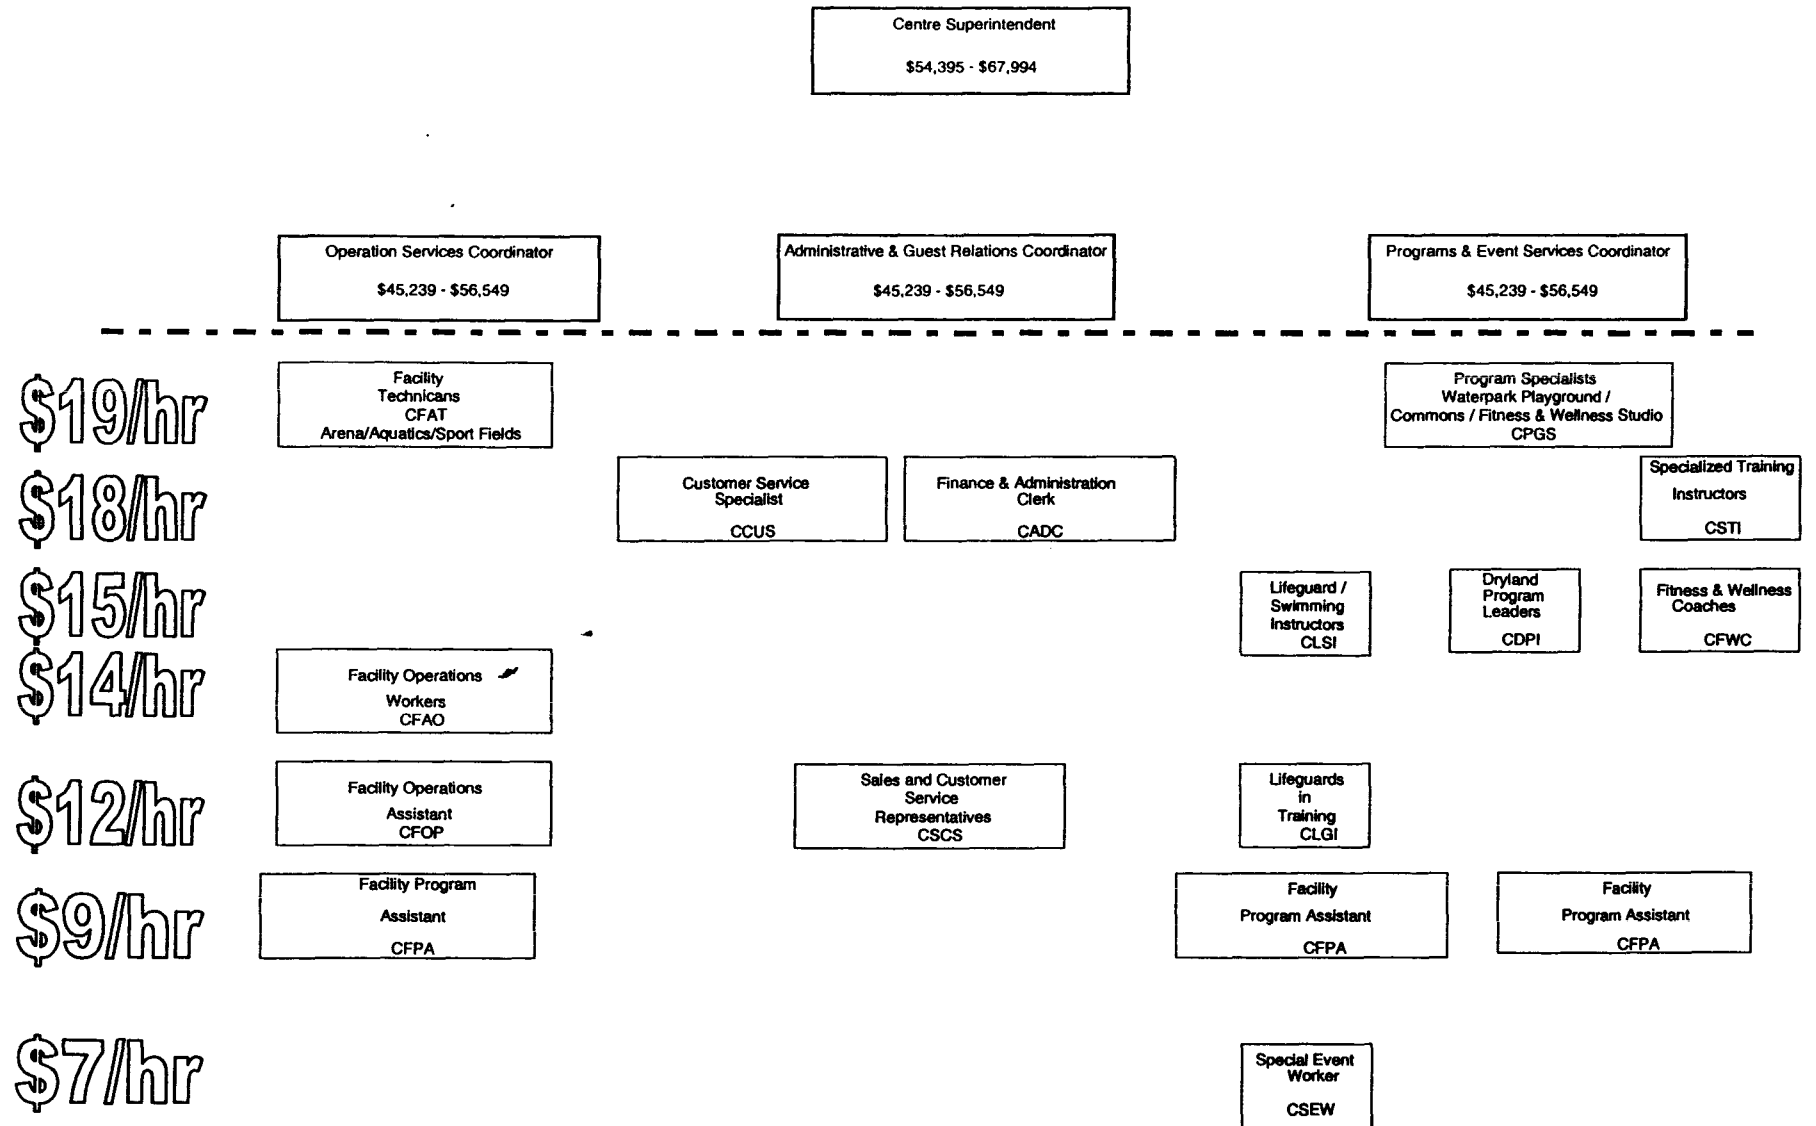 Centre Superintendent
$54,395 - $67,994
Operation Services Coordinator
$45,239 - $56,549
Administrative & Guest Relations Coordinator
$45,239 - $56,549
Programs & Event Services Coordinator
$45,239 - $56,549
$19/hr
Facility
Technicans
CFAT
Arena/Aquatics/Sport Fields
Program Specialists
Waterpark Playground /
Commons / Fitness & Wellness Studio
CPGS
$18/hr
Customer Service
Specialist
CCUS
Finance & Administration
Clerk
CADC
Specialized Training
Instructors
CSTI
$15/hr
Lifeguard /
Swimming
Instructors
CLSI
Dryland
Program
Leaders
CDPI
Fitness & Wellness
Coaches
CFWC
$14/hr
Facility Operations
Workers
CFAO
$12/hr
Facility Operations
Assistant
CFOP
Sales and Customer
Service
Representatives
CSCS
Lifeguards
in
Training
CLGI
$9/hr
Facility Program
Assistant
CFPA
Facility
Program Assistant
CFPA
Facility
Program Assistant
CFPA
$7/hr
Special Event
Worker
CSEW